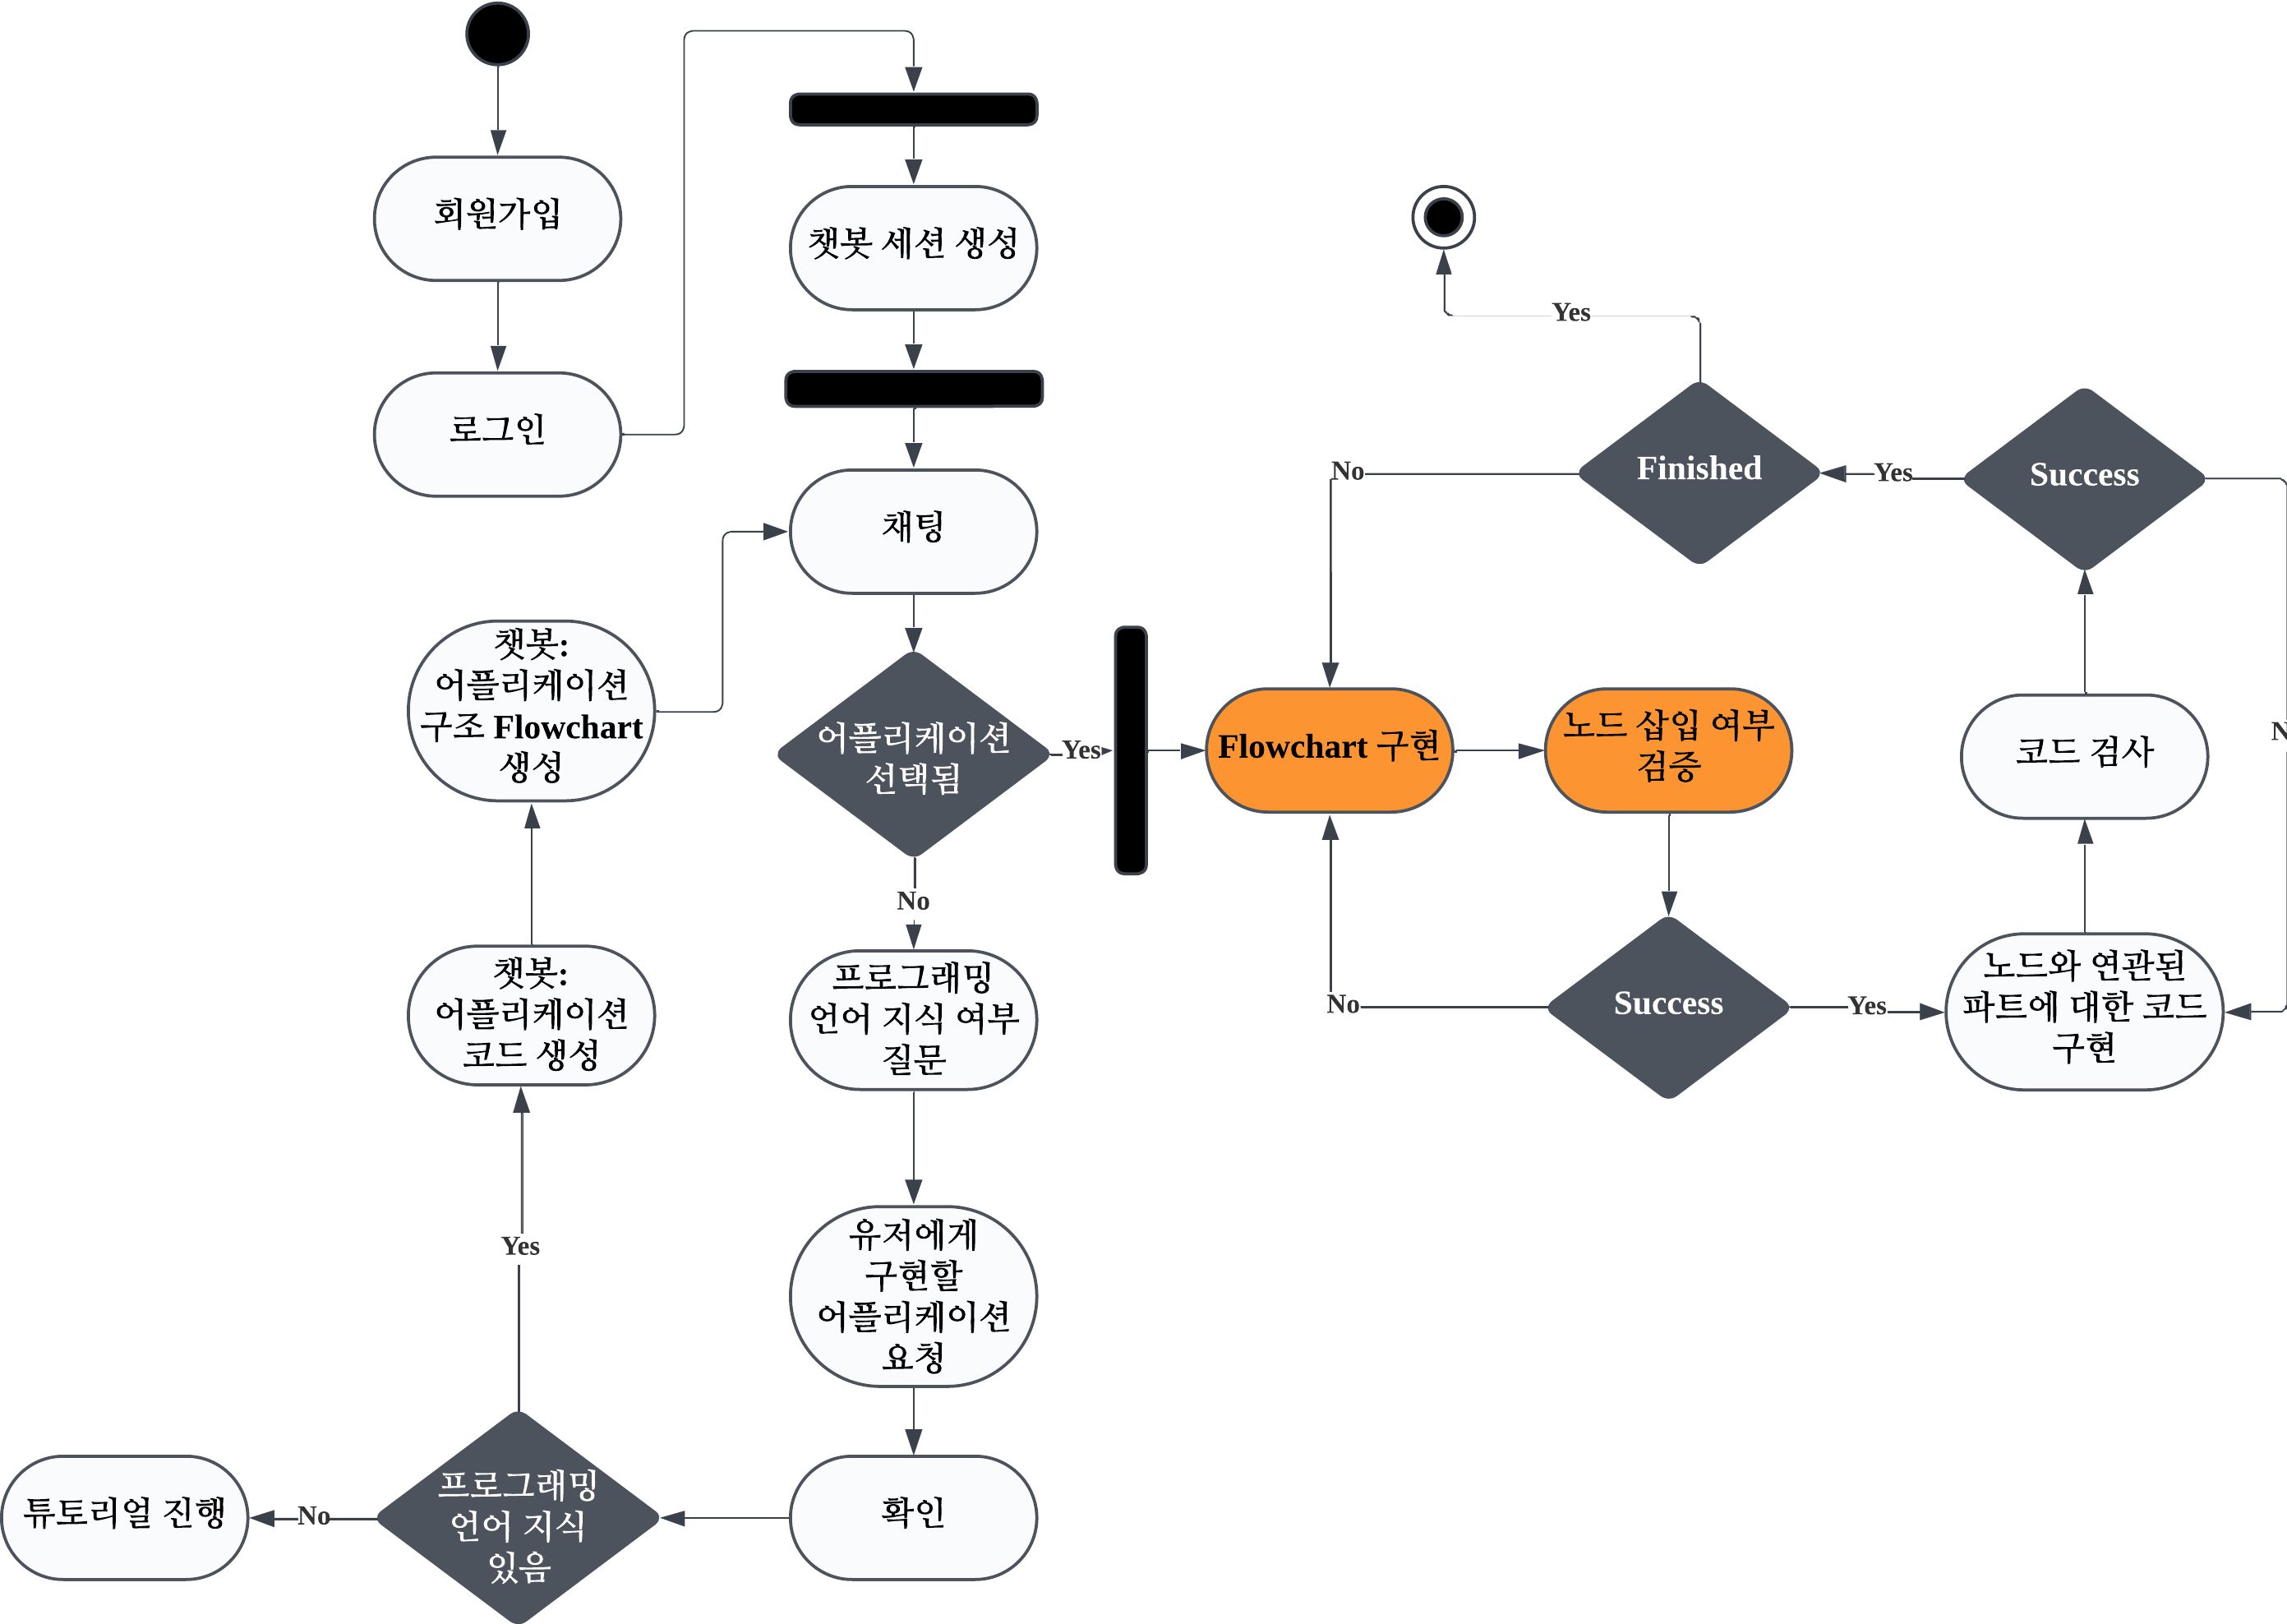 회원가입
로그인
챗봇 세션 생성
채팅
챗봇:
어플리케이션
구조 Flowchart
생성
어플리케이션
선택됨
Yes
No
챗봇:
어플리케이션
코드 생성
프로그래밍
언어 지식 여부
질문
유저에게
구현할
어플리케이션
요청
확인
프로그래밍
언어 지식
있음
Yes
No
튜토리얼 진행
Flowchart 구현
노드 삽입 여부
검증
Success
No
Yes
노드와 연관된
파트에 대한 코드
구현
코드 검사
Success
Yes
Finished
No
Yes